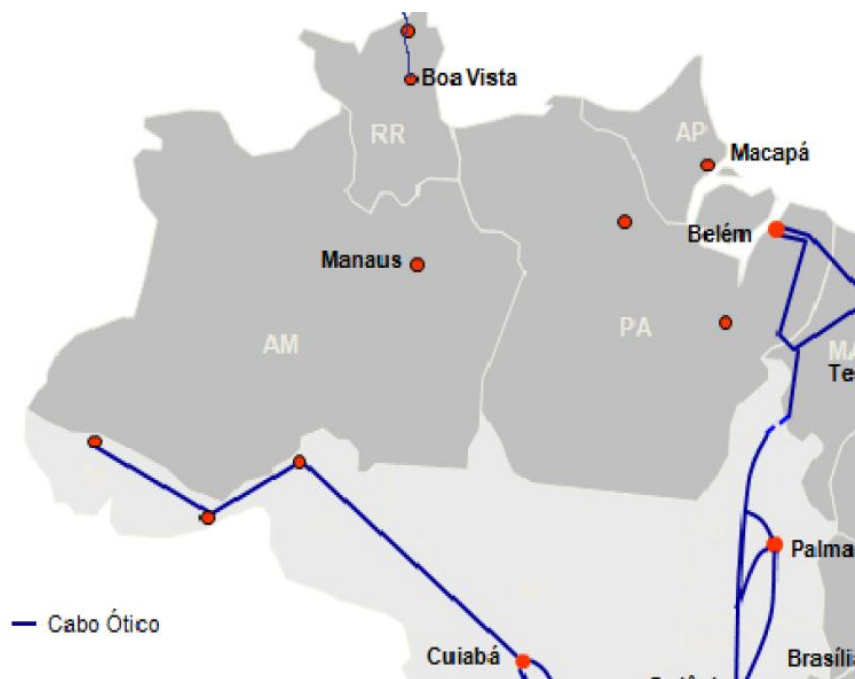 Boa Vista
RR
AP
Macapá
Belém
Manaus
PA
AM
MA
Te
Palma
Cabo Ótico
Cuiabá
Brasília